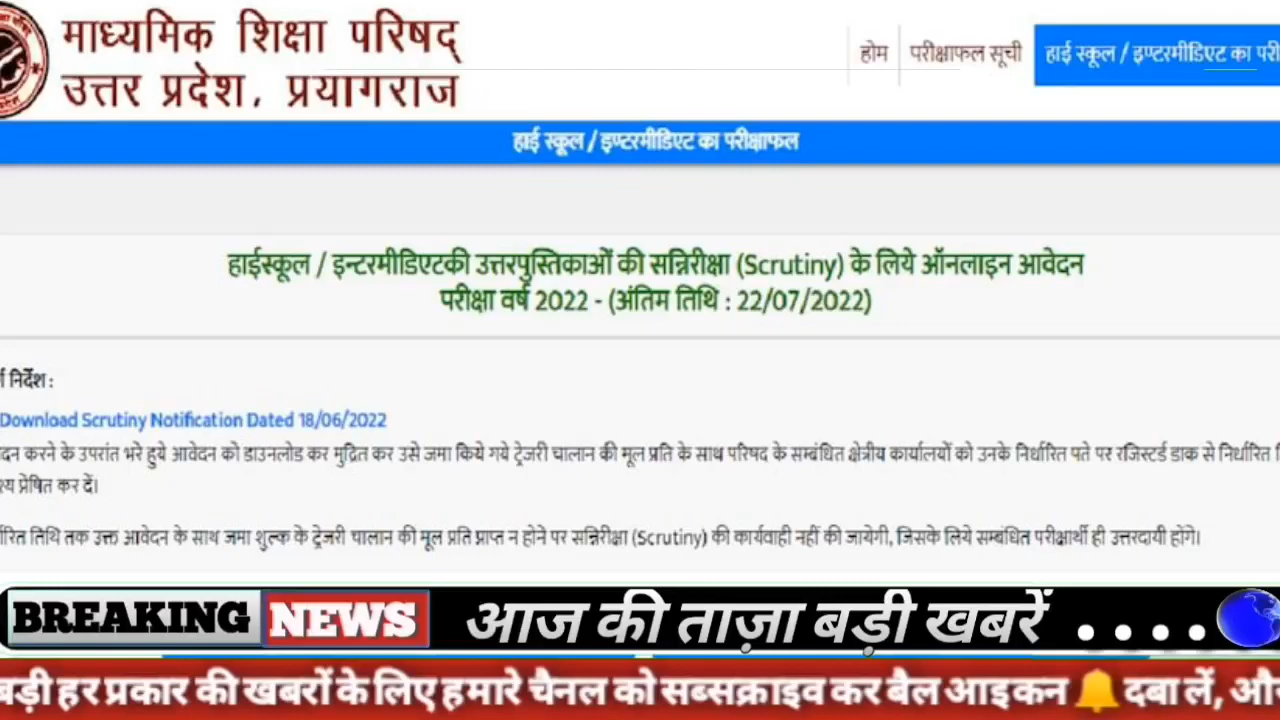 माध्यमिक शिक्षा परिषद्
उत्तर प्रदेश, प्रयागराज
होम
परीक्षाफल सूची
हाई स्कूल / इण्टरमीडिएट का परी
हाई स्कूल / इण्टरमीडिएट का परीक्षाफल
हाईस्कूल / इन्टरमीडिएटकी उत्तरपुस्तिकाओं की सन्निरीक्षा (Scrutiny) के लिये ऑनलाइन आवेदन
परीक्षा वर्ष 2022 - (अंतिम तिथि : 22/07/2022)
निर्देश :
Download Scrutiny Notification Dated 18/06/2022
दन करने के उपरांत भरे हुये आवेदन को डाउनलोड कर मुद्रित कर उसे जमा किये गये ट्रेजरी चालान की मूल प्रति के साथ परिषद के सम्बंधित क्षेत्रीय कार्यालयों को उनके निर्धारित पते पर रजिस्टर्ड डाक से निर्धारित
श्य प्रेषित कर दें।
रित तिथि तक उक्त आवेदन के साथ जमा शुल्क के ट्रेजरी चालान की मूल प्रति प्राप्त न होने पर सन्निरीक्षा (Scrutiny) की कार्यवाही नहीं की जायेगी, जिसके लिये सम्बंधित परीक्षार्थी ही उत्तरदायी होंगे।
BREAKING NEWS आज की ताज़ा बड़ी खबरें ....
बड़ी हर प्रकार की खबरों के लिए हमारे चैनल को सब्सक्राइव कर बैल आइकन 🔔 दबा लें, और